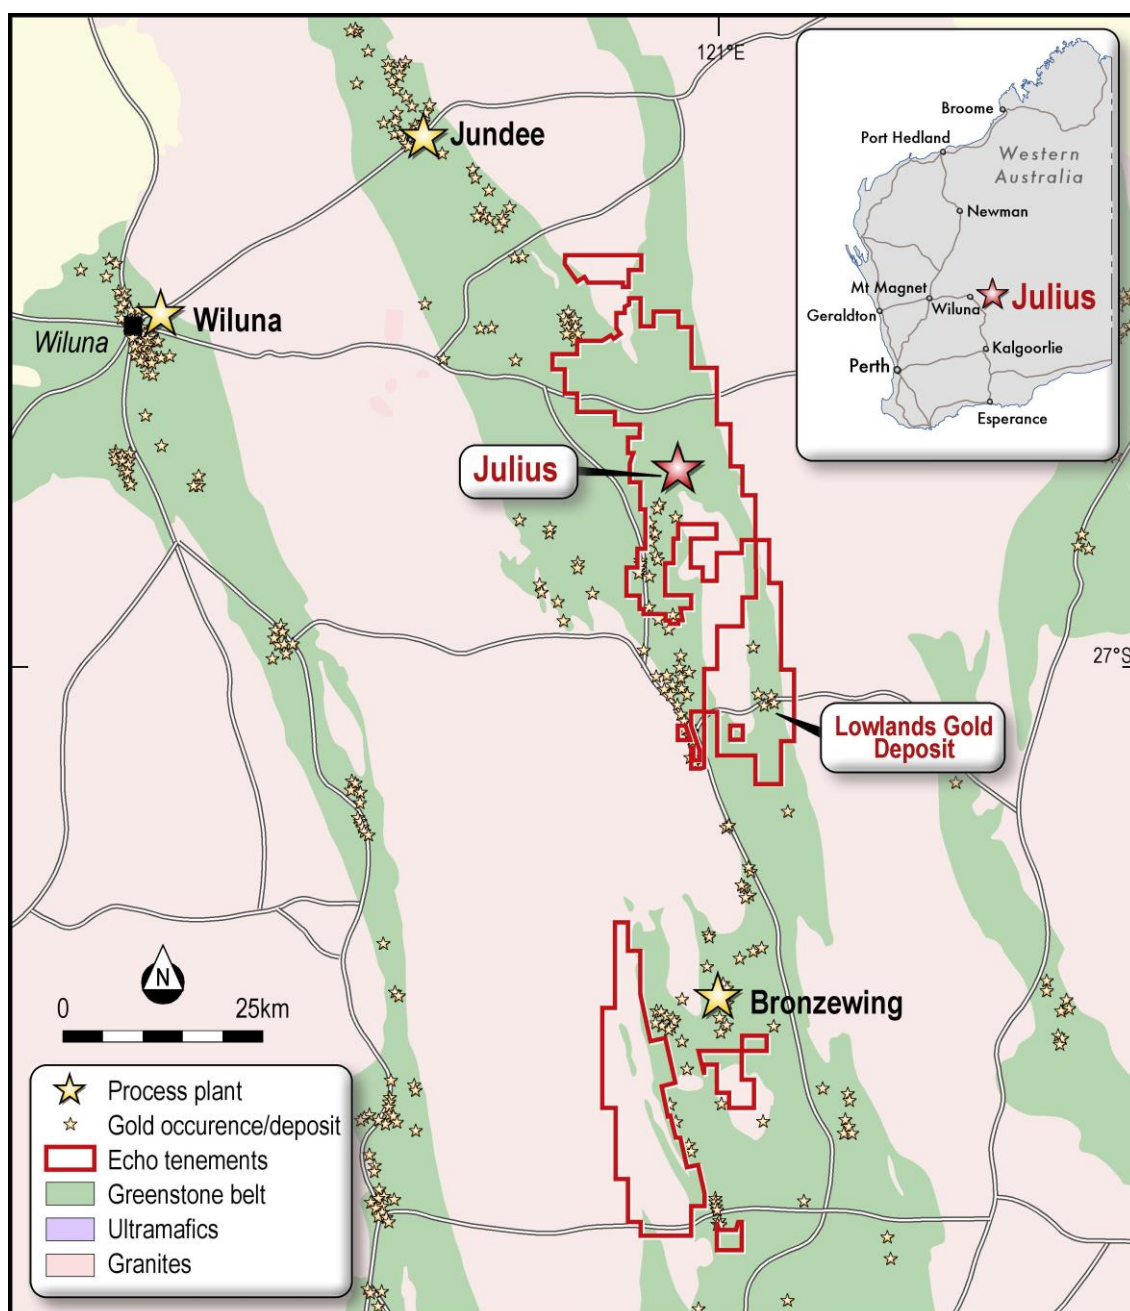 121°E
Jundee
Wiluna
Wiluna
Julius
27°S
Lowlands Gold
Deposit
Bronzewing
Broome
Port Hedland
Western
Australia
Newman
Mt Magnet
Wiluna
Julius
Geraldton
Kalgoorlie
Perth
Esperance
N
0 25km
Process plant
Gold occurence/deposit
Echo tenements
Greenstone belt
Ultramafics
Granites